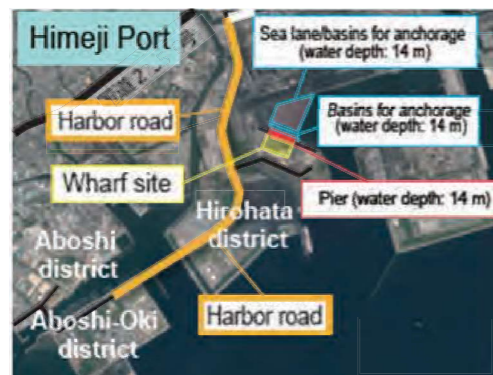 Himeji Port
Sea lane/basins for anchorage
(water depth: 14 m)
Harbor road
Basins for anchorage
(water depth: 14 m)
Wharf site
Pier (water depth: 14 m)
Hirohata
district
Aboshi
district
Harbor road
Aboshi-Oki
district